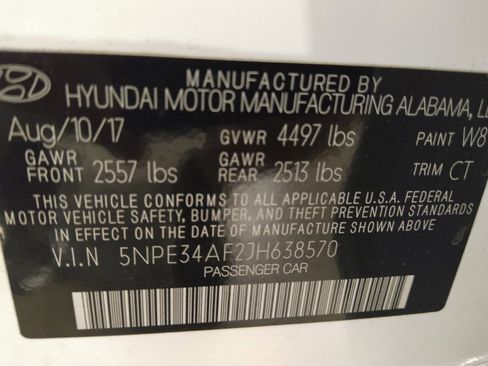 MANUFACTURED BY
HYUNDAI MOTOR MANUFACTURING ALABAMA,
Aug/10/17 GVWR 4497 lbs PAINT W8
GAWR FRONT 2557 lbs GAWR REAR 2513 lbs TRIM CT
THIS VEHICLE CONFORMS TO ALL APPLICABLE U.S.A. FEDERAL
MOTOR VEHICLE SAFETY, BUMPER, AND THEFT PREVENTION STANDARDS
IN EFFECT ON THE DATE OF MANUFACTURE SHOWN ABOVE
V.I.N 5NPE34AF2JH638570
PASSENGER CAR